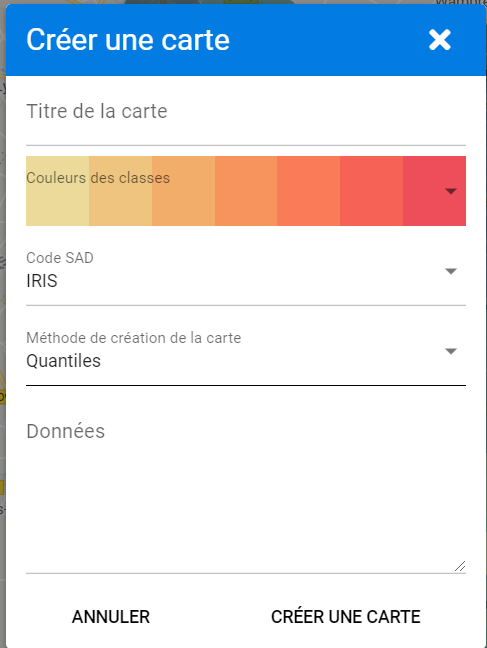 Créer une carte
Titre de la carte
Couleurs des classes
Code SAD
IRIS
Méthode de création de la carte
Quantiles
Données
ANNULER
CRÉER UNE CARTE